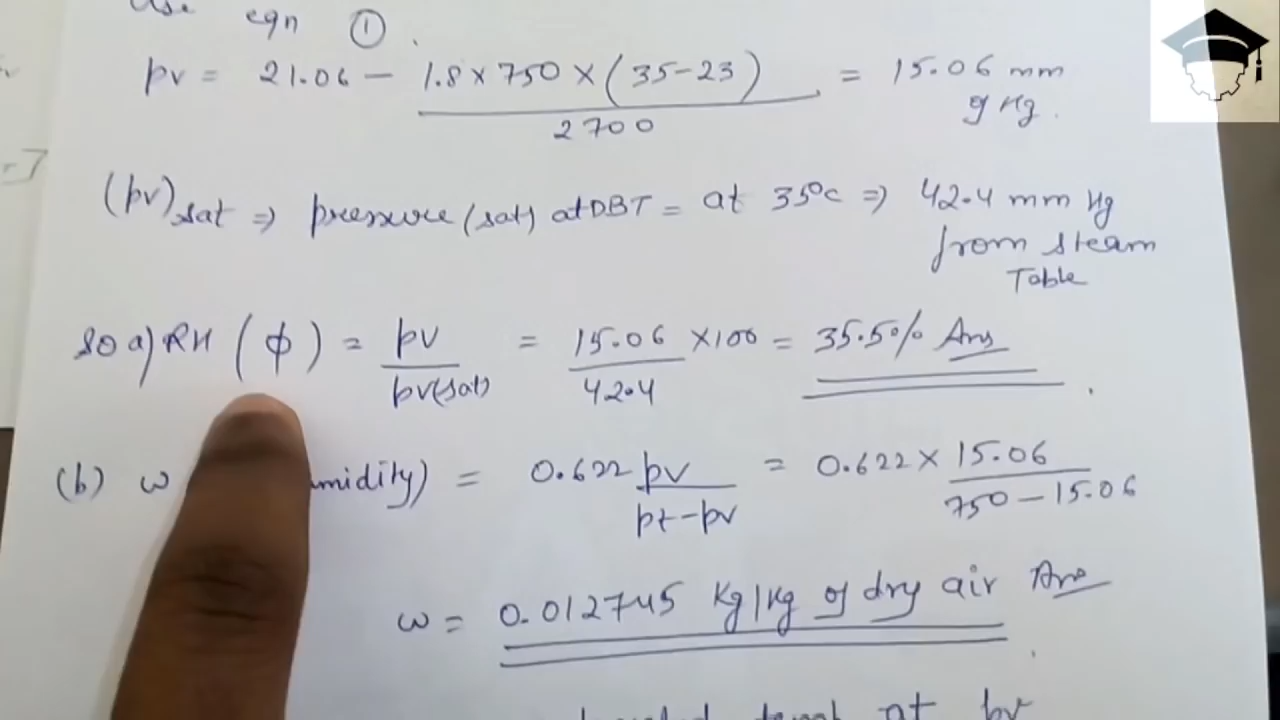 Use eqn ①.
pv = 21.06 - 1.8 x 750 x (35-23) / 2700 = 15.06 mm of Hg.
(pv)sat => pressure (sat) at DBT = at 35°C => 42.4 mm Hg
from steam
Table
so a) RH (ϕ) = pv / pv(sat) = 15.06 / 42.4 x 100 = 35.5% Ans
(b) ω midity) = 0.622 pv / pt - pv = 0.622 x 15.06 / 750 - 15.06
ω = 0.012745 kg/kg of dry air Ans
at pv